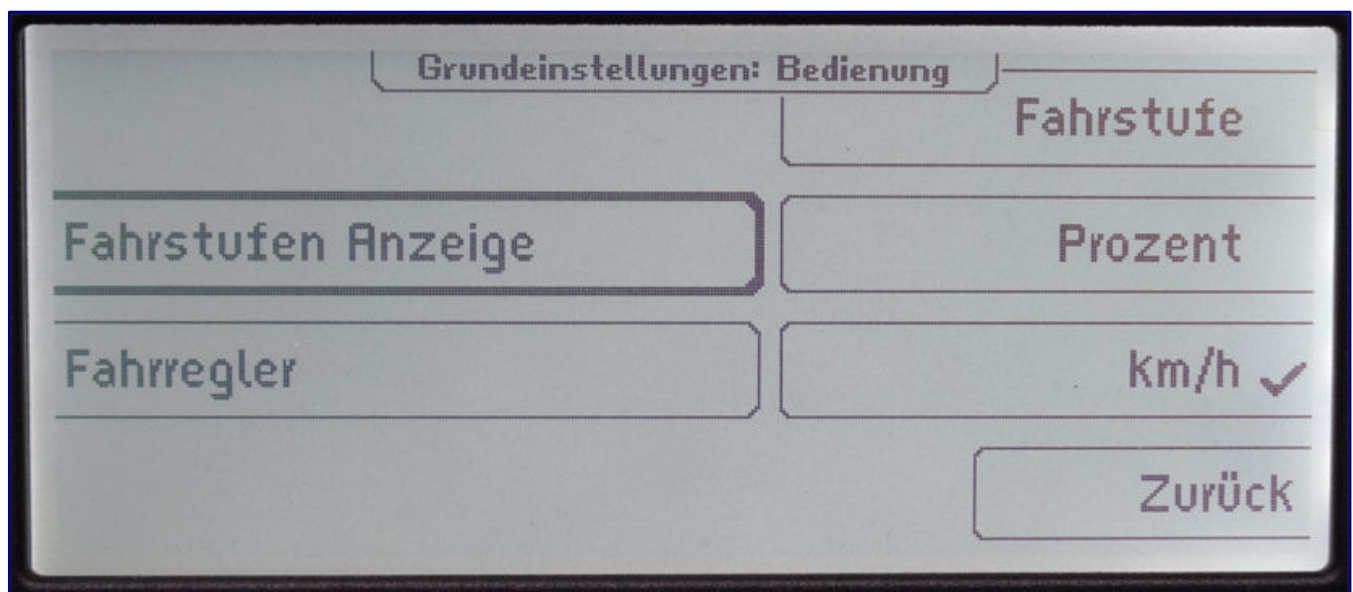 Grundeinstellungen: Bedienung
Fahrstufe
Fahrstufen Anzeige
Prozent
Fahrregler
km/h
Zurück